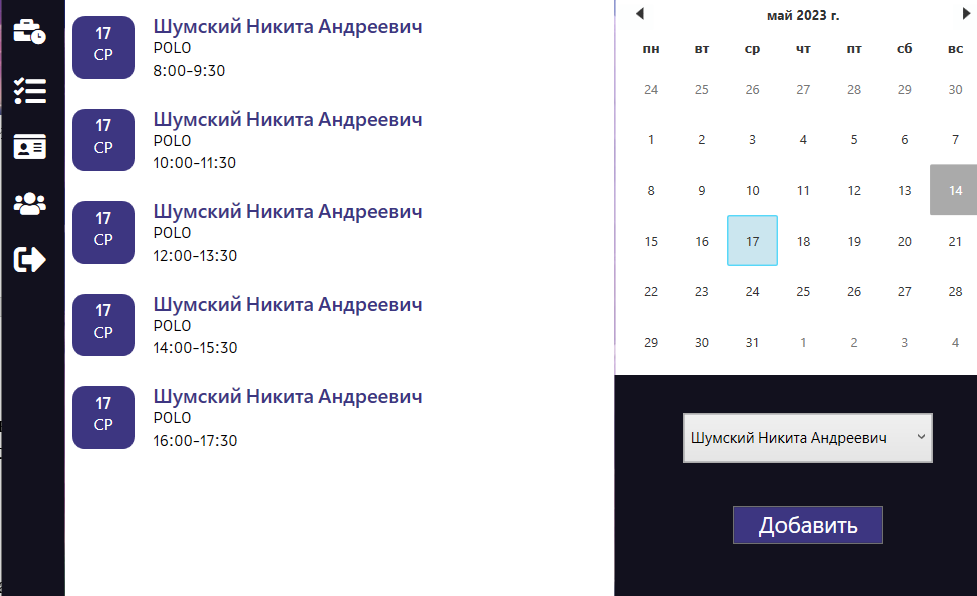 17
СР
Шумский Никита Андреевич
POLO
8:00-9:30
17
СР
Шумский Никита Андреевич
POLO
10:00-11:30
17
СР
Шумский Никита Андреевич
POLO
12:00-13:30
17
СР
Шумский Никита Андреевич
POLO
14:00-15:30
17
СР
Шумский Никита Андреевич
POLO
16:00-17:30
май 2023 г.
пн вт ср чт пт сб вс
24 25 26 27 28 29 30
1 2 3 4 5 6 7
8 9 10 11 12 13 14
15 16 17 18 19 20 21
22 23 24 25 26 27 28
29 30 31 1 2 3 4
Шумский Никита Андреевич
Добавить